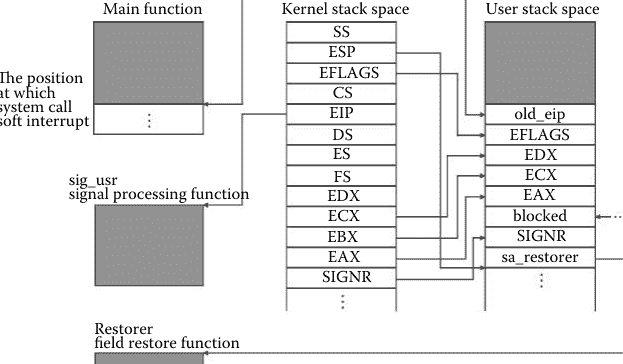 Main function
The position
at which
system call
soft interrupt
⋮
sig_usr
signal processing function
Restorer
field restore function
Kernel stack space
SS
ESP
EFLAGS
CS
EIP
DS
ES
FS
EDX
ECX
EBX
EAX
SIGNR
⋮
User stack space
old_eip
EFLAGS
EDX
ECX
EAX
blocked
SIGNR
sa_restorer
⋮
...